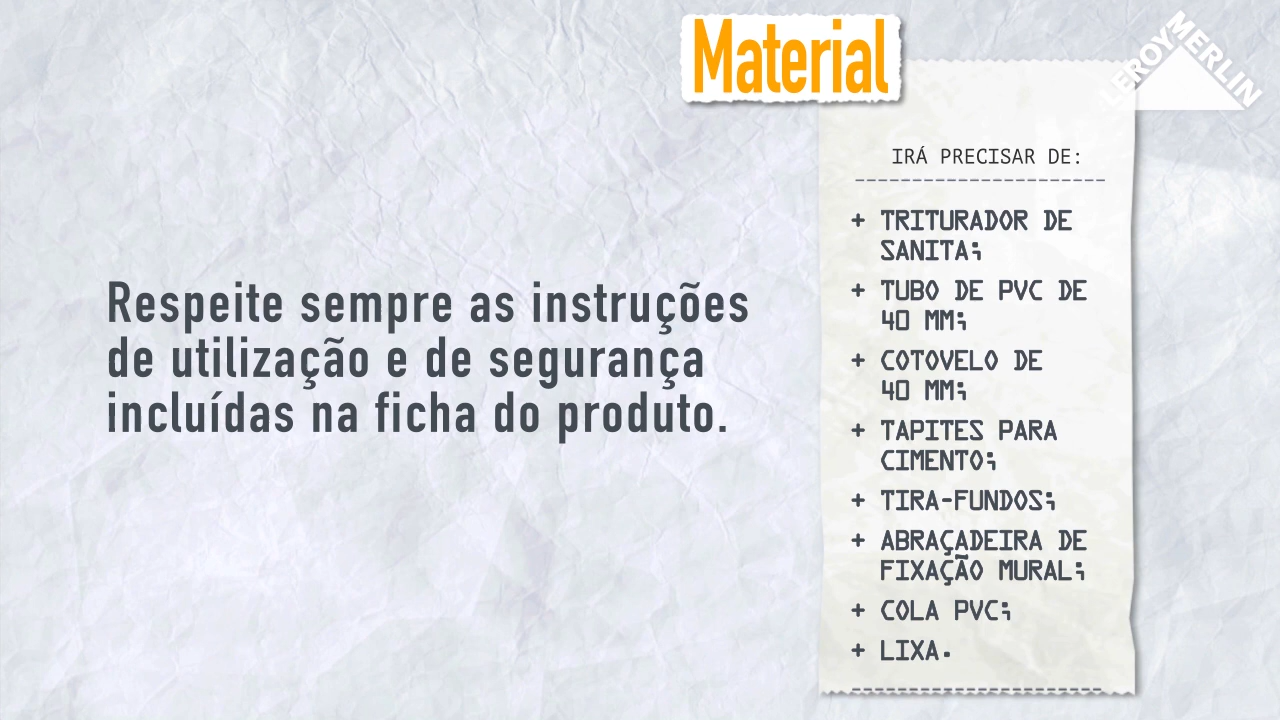 Material
LEROY MERLIN
IRÁ PRECISAR DE:
+ TRITURADOR DE
SANITA;
+ TUBO DE PVC DE
40 MM;
+ COTOVELO DE
40 MM;
+ TAPITES PARA
CIMENTO;
+ TIRA-FUNDOS;
+ ABRAÇADEIRA DE
FIXAÇÃO MURAL;
+ COLA PVC;
+ LIXA.
Respeite sempre as instruções
de utilização e de segurança
incluídas na ficha do produto.